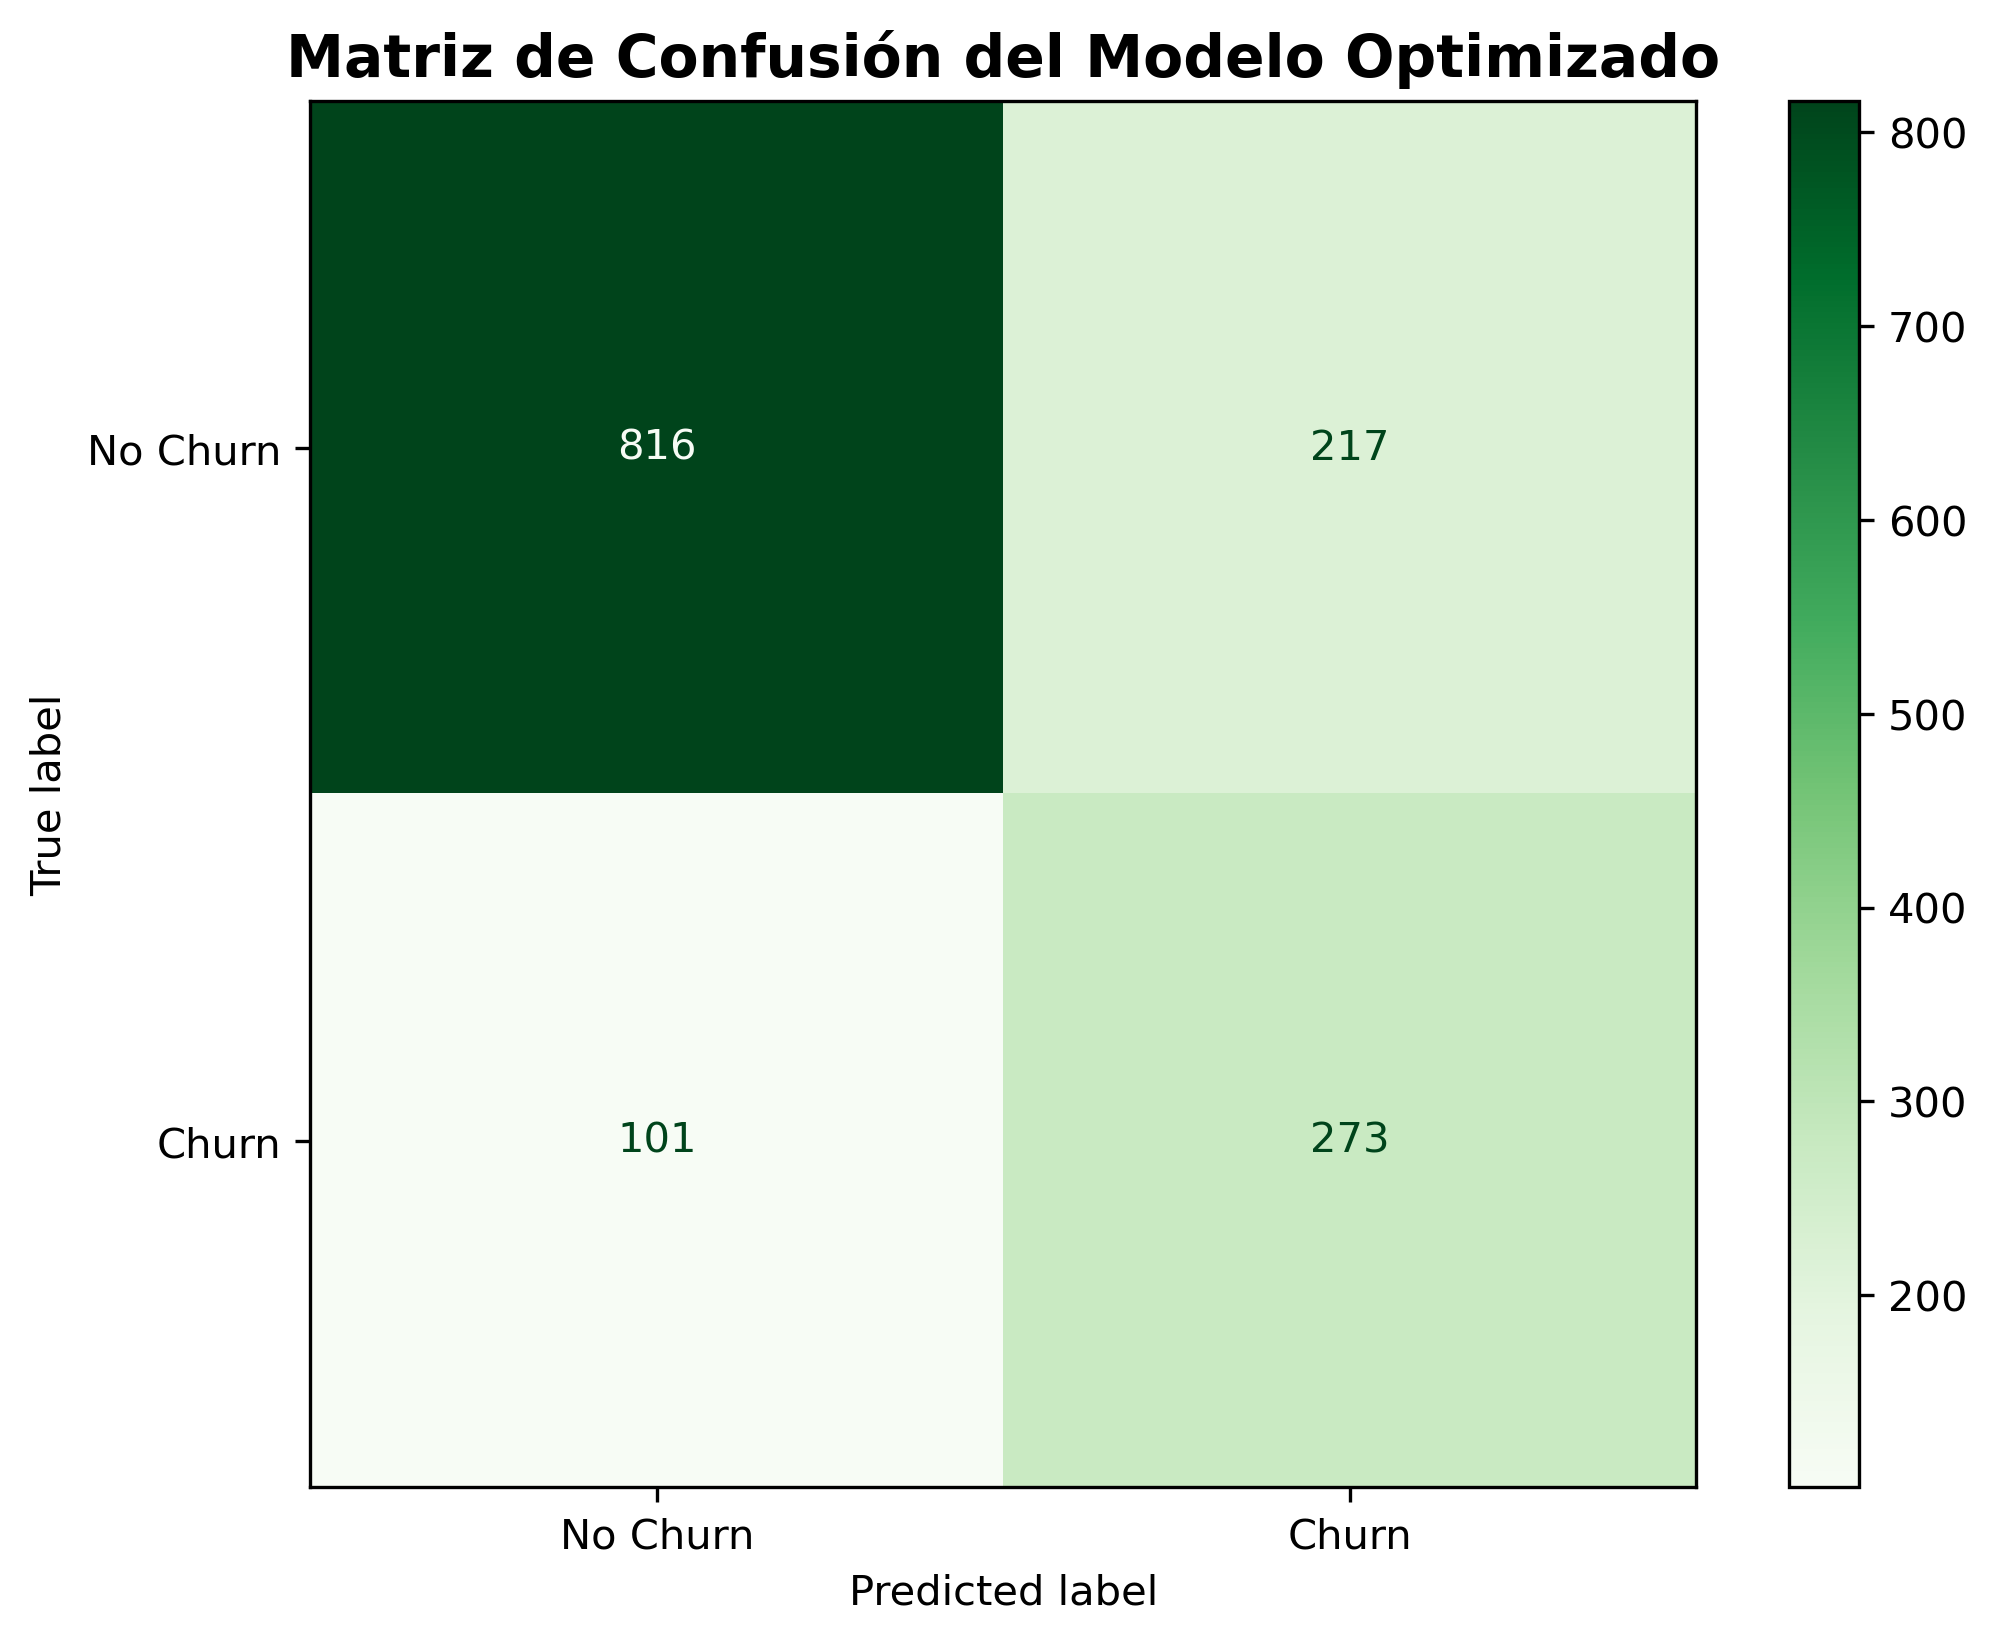 Matriz de Confusión del Modelo Optimizado
True label
No Churn
Churn
816
217
101
273
No Churn
Churn
Predicted label
800
700
600
500
400
300
200